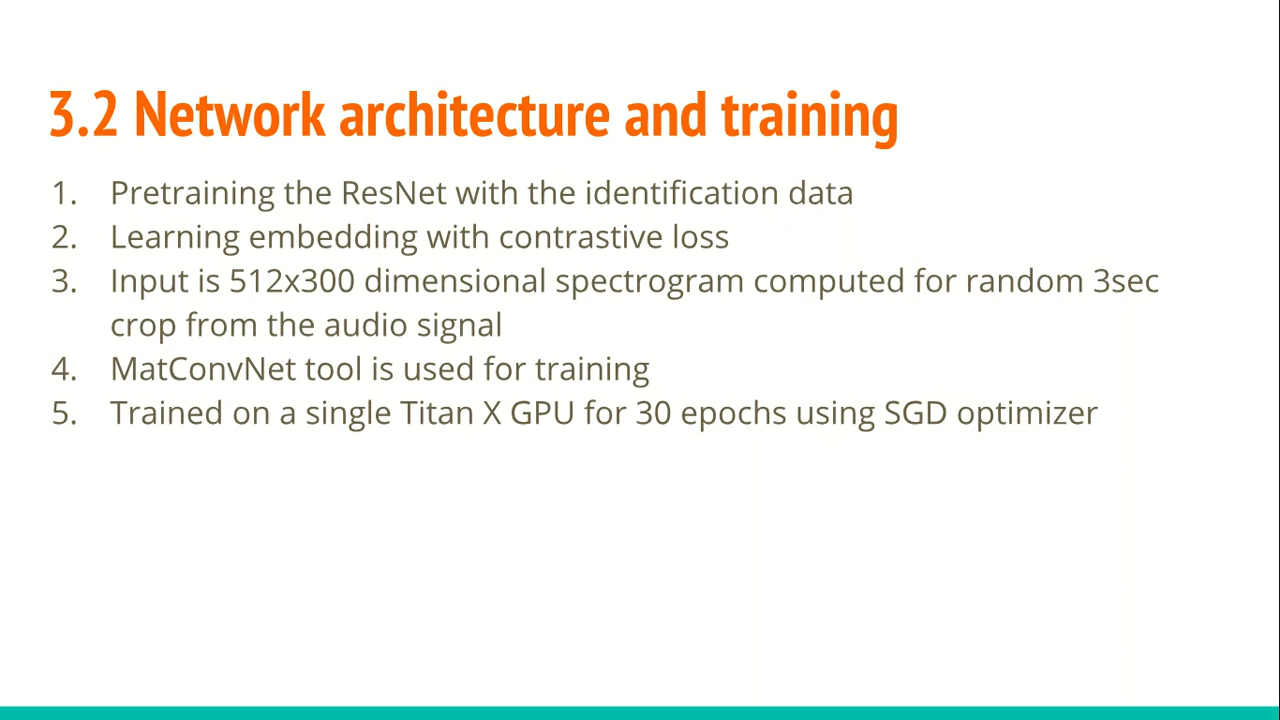 3.2 Network architecture and training
1. Pretraining the ResNet with the identification data
2. Learning embedding with contrastive loss
3. Input is 512x300 dimensional spectrogram computed for random 3sec
crop from the audio signal
4. MatConvNet tool is used for training
5. Trained on a single Titan X GPU for 30 epochs using SGD optimizer